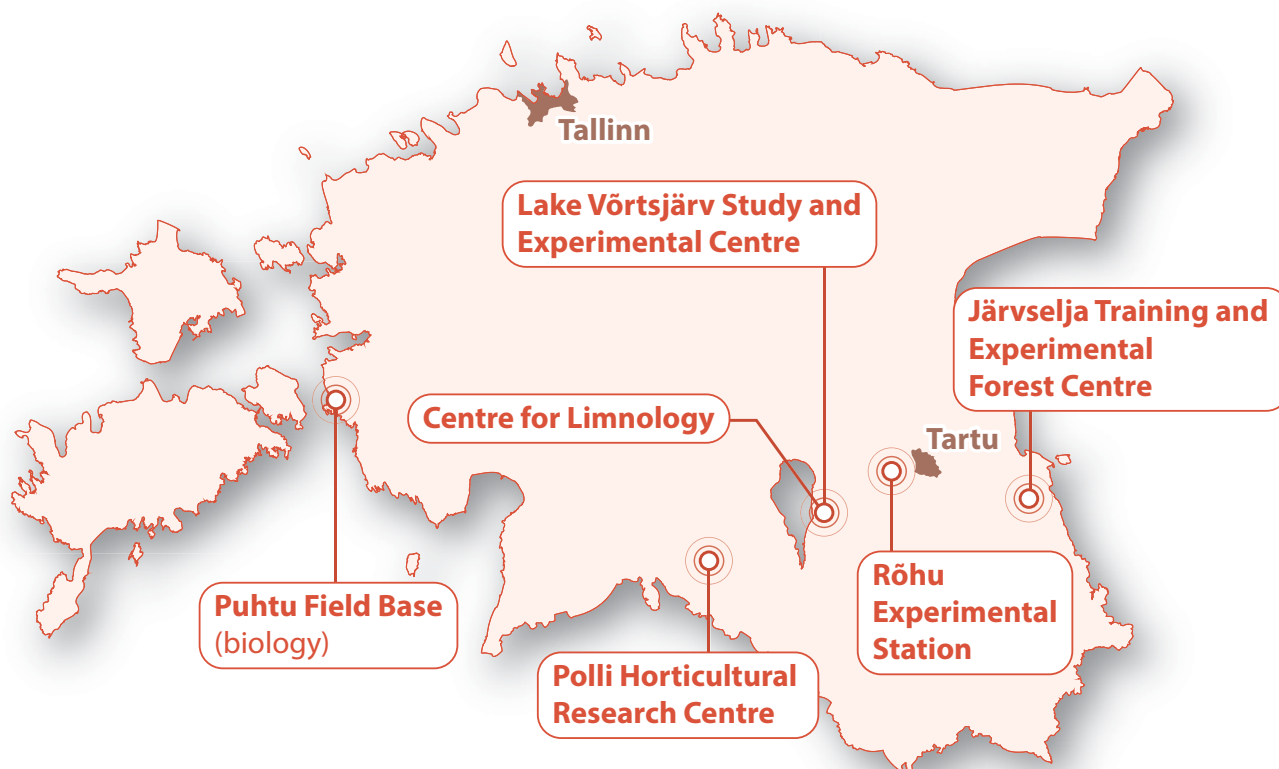 Tallinn
Lake Võrtsjärv Study and
Experimental Centre
Järvselja Training and
Experimental
Forest Centre
Centre for Limnology
Tartu
Puhtu Field Base
(biology)
Rõhu
Experimental
Station
Polli Horticultural
Research Centre